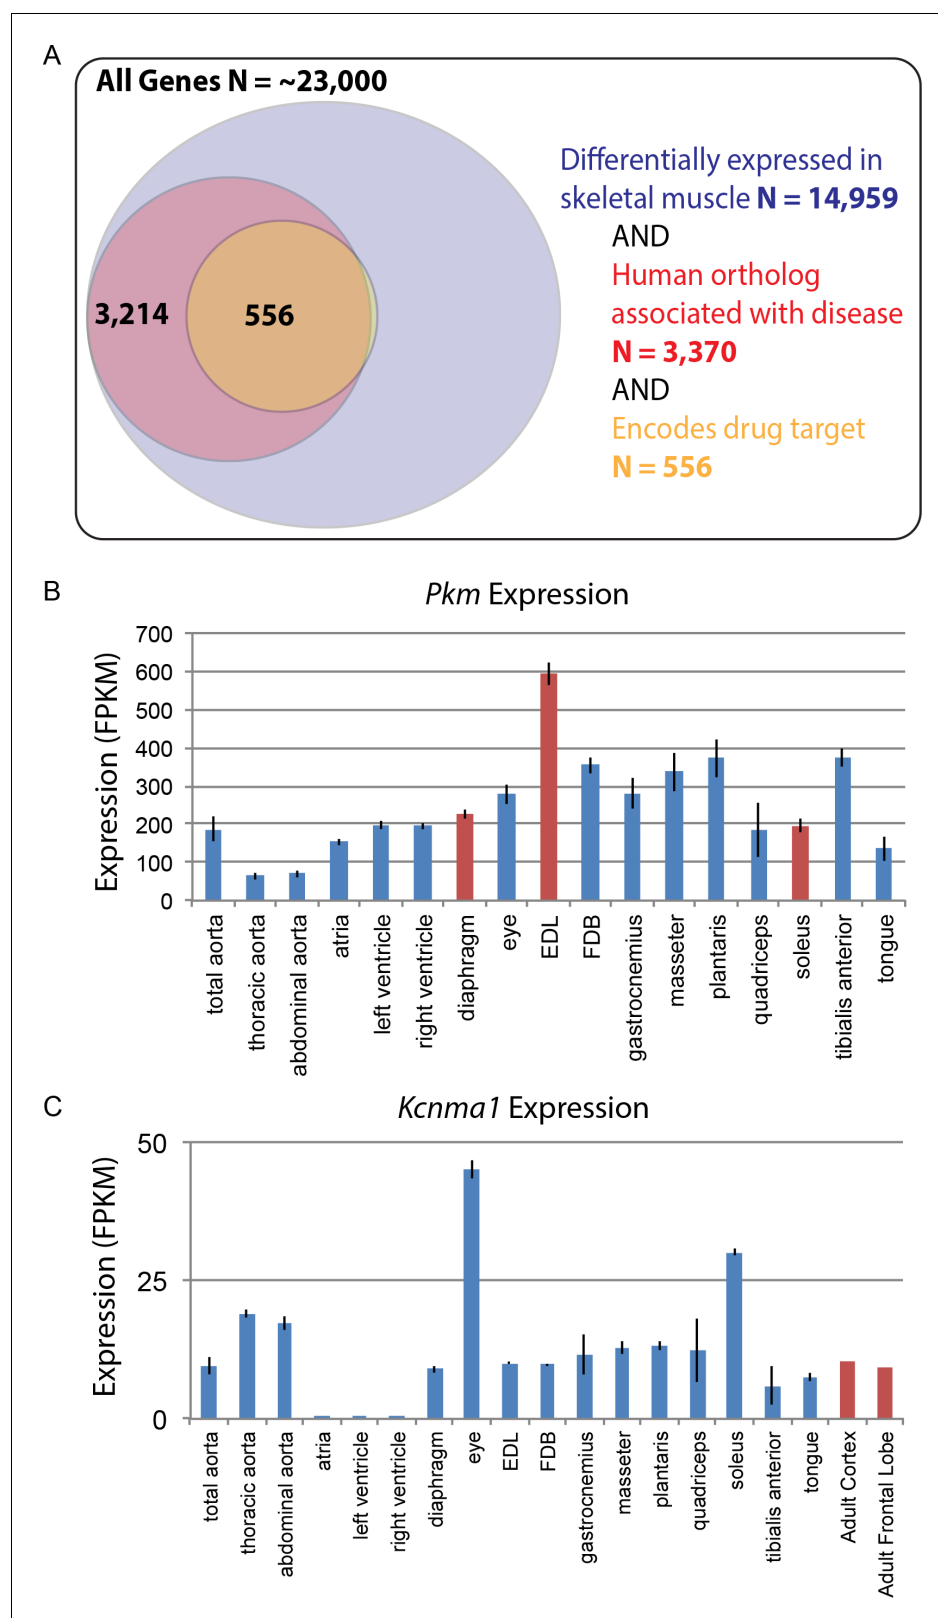 A
All Genes N = ~23,000
3,214
556
Differentially expressed in
skeletal muscle N = 14,959
AND
Human ortholog
associated with disease
N = 3,370
AND
Encodes drug target
N = 556
B
Pkm Expression
Expression (FPKM)
700
600
500
400
300
200
100
0
total aorta
thoracic aorta
abdominal aorta
atria
left ventricle
right ventricle
diaphragm
eye
EDL
FDB
gastrocnemius
masseter
plantaris
quadriceps
soleus
tibialis anterior
tongue
C
Kcnma1 Expression
Expression (FPKM)
50
25
0
total aorta
thoracic aorta
abdominal aorta
atria
left ventricle
right ventricle
diaphragm
eye
EDL
FDB
gastrocnemius
masseter
plantaris
quadriceps
soleus
tibialis anterior
tongue
Adult Cortex
Adult Frontal Lobe